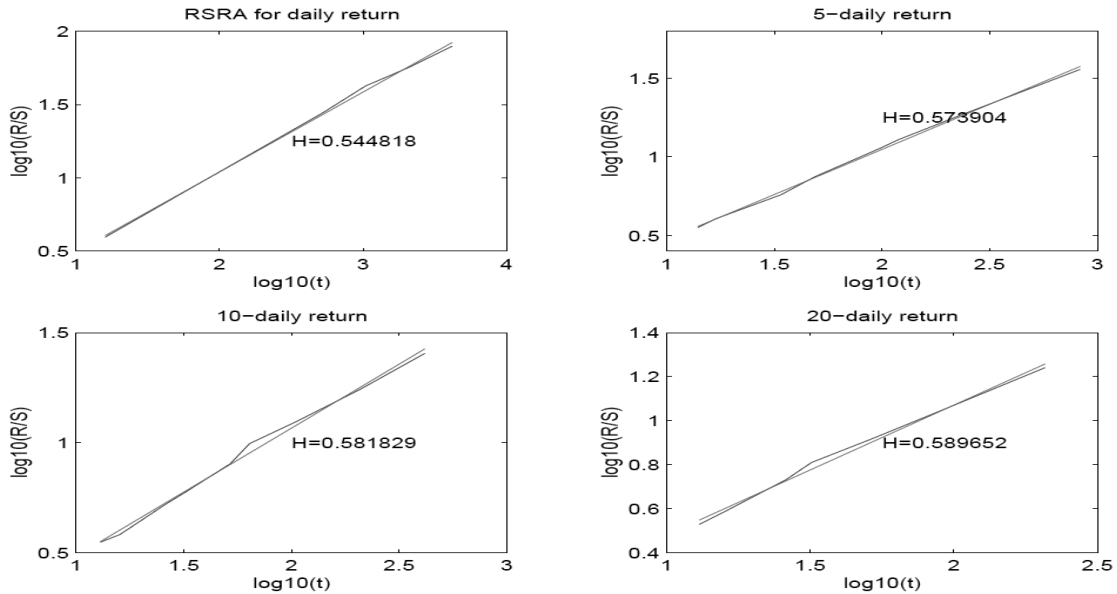 RSRA for daily return
2
1.5
1
0.5
log10(R/S)
H=0.544818
1
2
3
4
log10(t)
5−daily return
1.5
1
0.5
log10(R/S)
H=0.573904
1
1.5
2
2.5
3
log10(t)
10−daily return
1.5
1
0.5
log10(R/S)
H=0.581829
1
1.5
2
2.5
3
log10(t)
20−daily return
1.4
1.2
1
0.8
0.6
0.4
log10(R/S)
H=0.589652
1
1.5
2
2.5
log10(t)